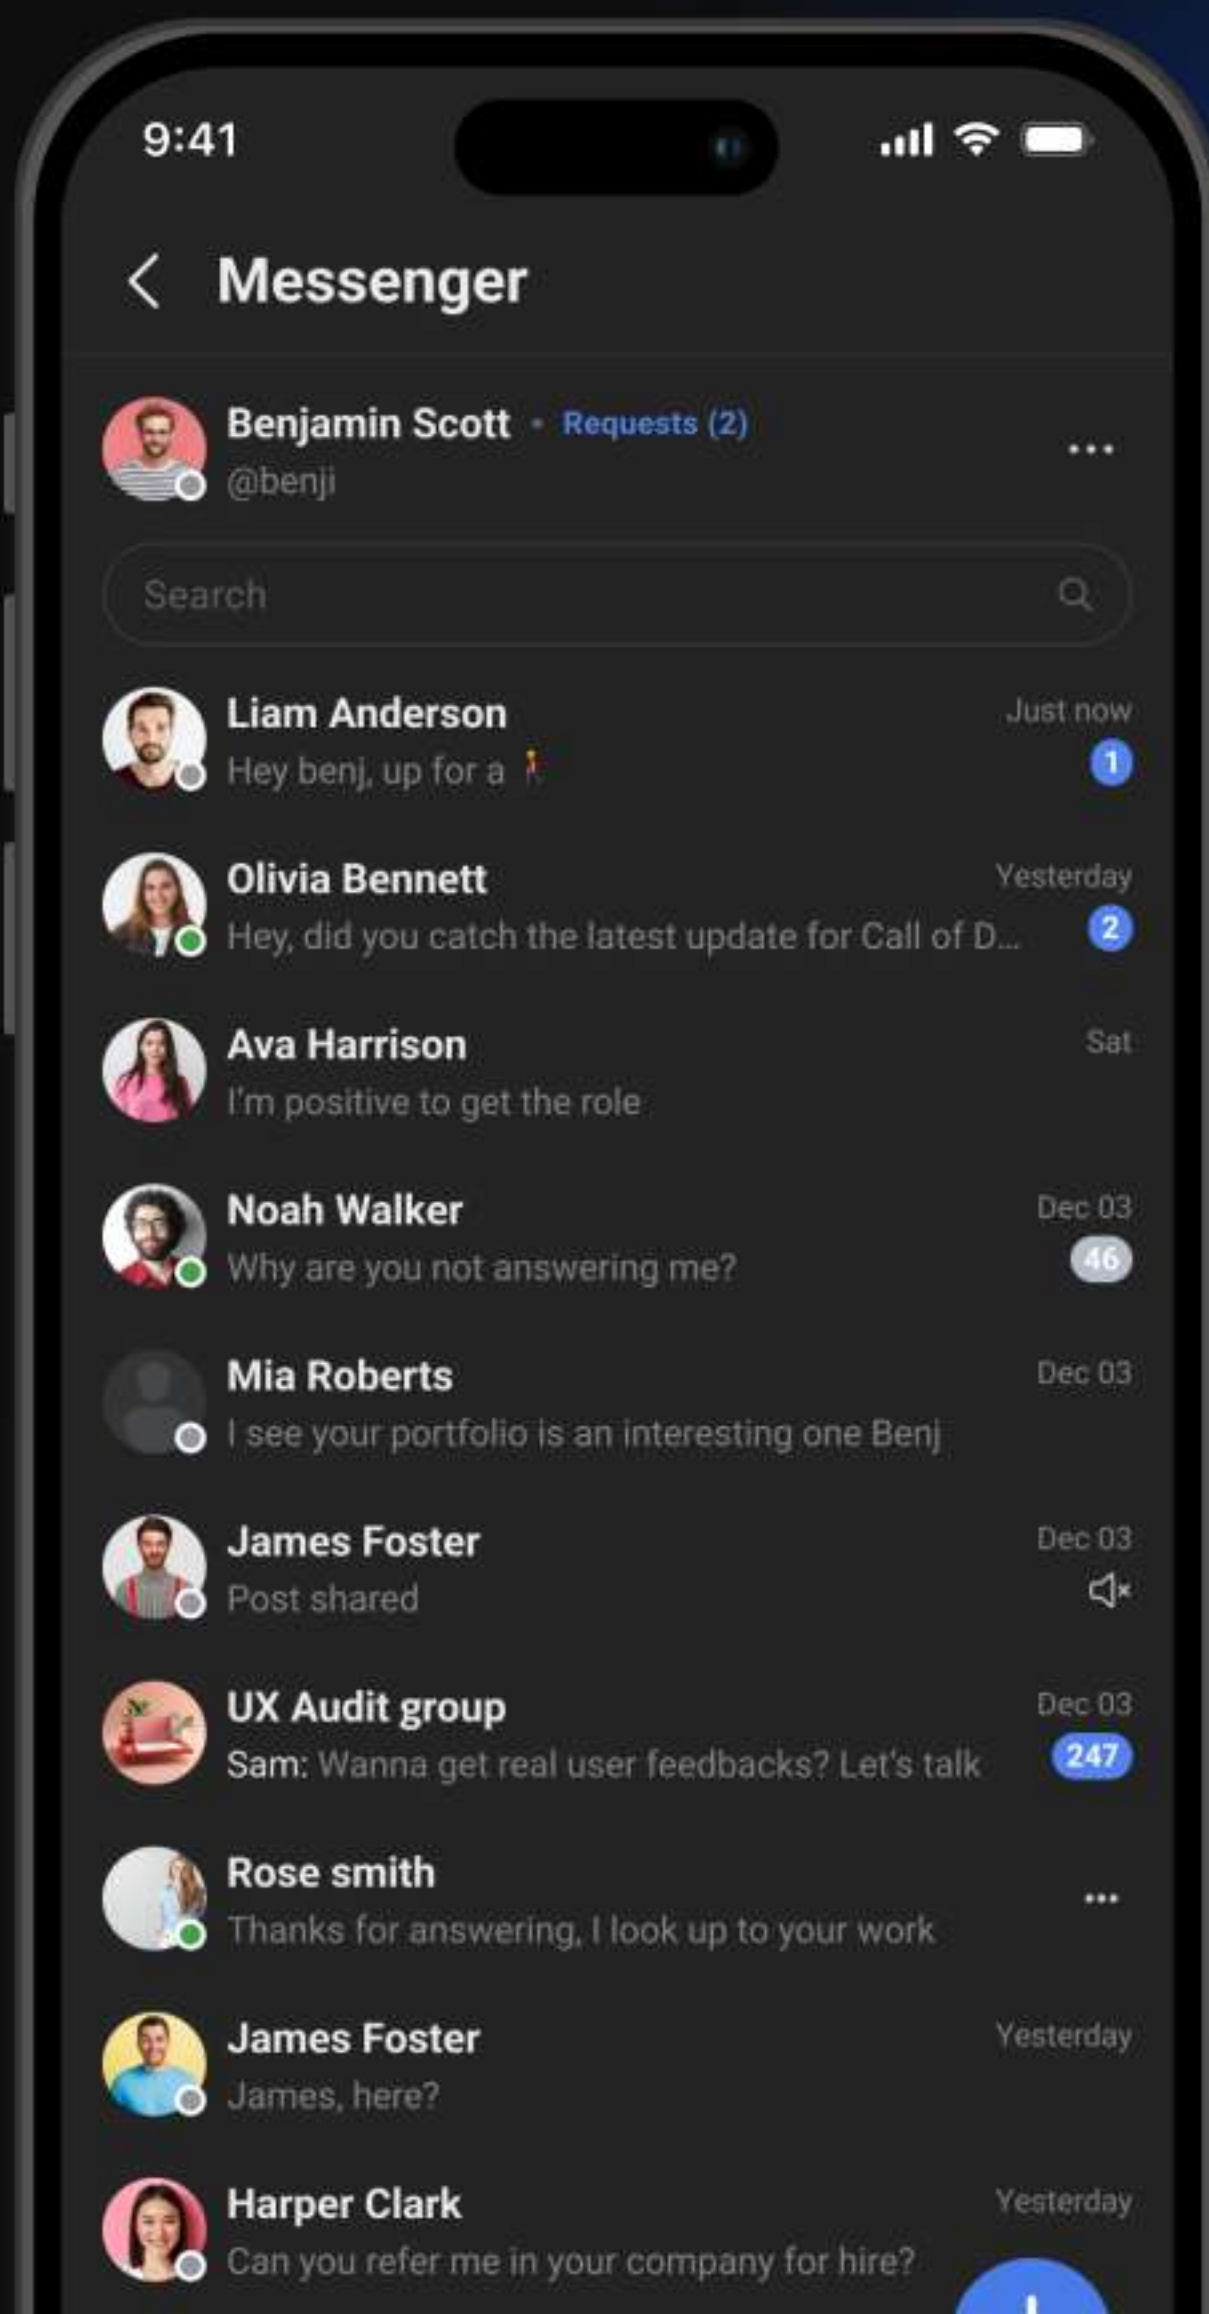 9:41
Messenger
Benjamin Scott • Requests (2)
@benji
Search
Liam Anderson
Just now
Hey benj, up for a 🚶
1
Olivia Bennett
Yesterday
Hey, did you catch the latest update for Call of D...
2
Ava Harrison
Sat
I'm positive to get the role
Noah Walker
Dec 03
Why are you not answering me?
46
Mia Roberts
Dec 03
I see your portfolio is an interesting one Benj
James Foster
Dec 03
Post shared
UX Audit group
Dec 03
Sam: Wanna get real user feedbacks? Let's talk
247
Rose smith
Thanks for answering, I look up to your work
James Foster
Yesterday
James, here?
Harper Clark
Yesterday
Can you refer me in your company for hire?